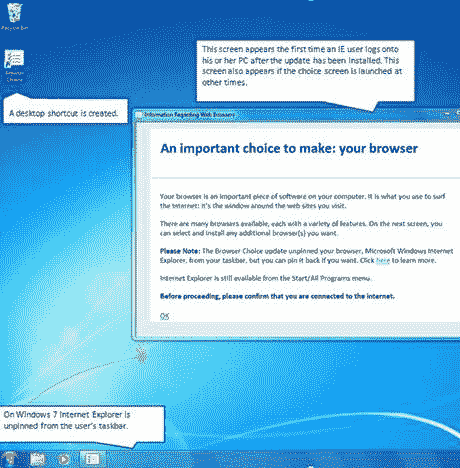 Recycle Bin
Browser
Choice
This screen appears the first time an IE user logs onto
his or her PC after the update has been installed. This
screen also appears if the choice screen is launched at
other times.
A desktop shortcut is created.
Information Regarding Web Browsers
An important choice to make: your browser
Your browser is an important piece of software on your computer. It is what you use to surf
the internet: it's the window around the web sites you visit.
There are many browsers available, each with a variety of features. On the next screen, you
can select and install any additional browser(s) you want.
Please Note: The Browser Choice update unpinned your browser, Microsoft Windows Internet
Explorer, from your taskbar, but you can pin it back if you want. Click here to learn more.
Internet Explorer is still available from the Start/All Programs menu.
Before proceeding, please confirm that you are connected to the internet.
OK
On Windows 7 Internet Explorer is
unpinned from the user's taskbar.